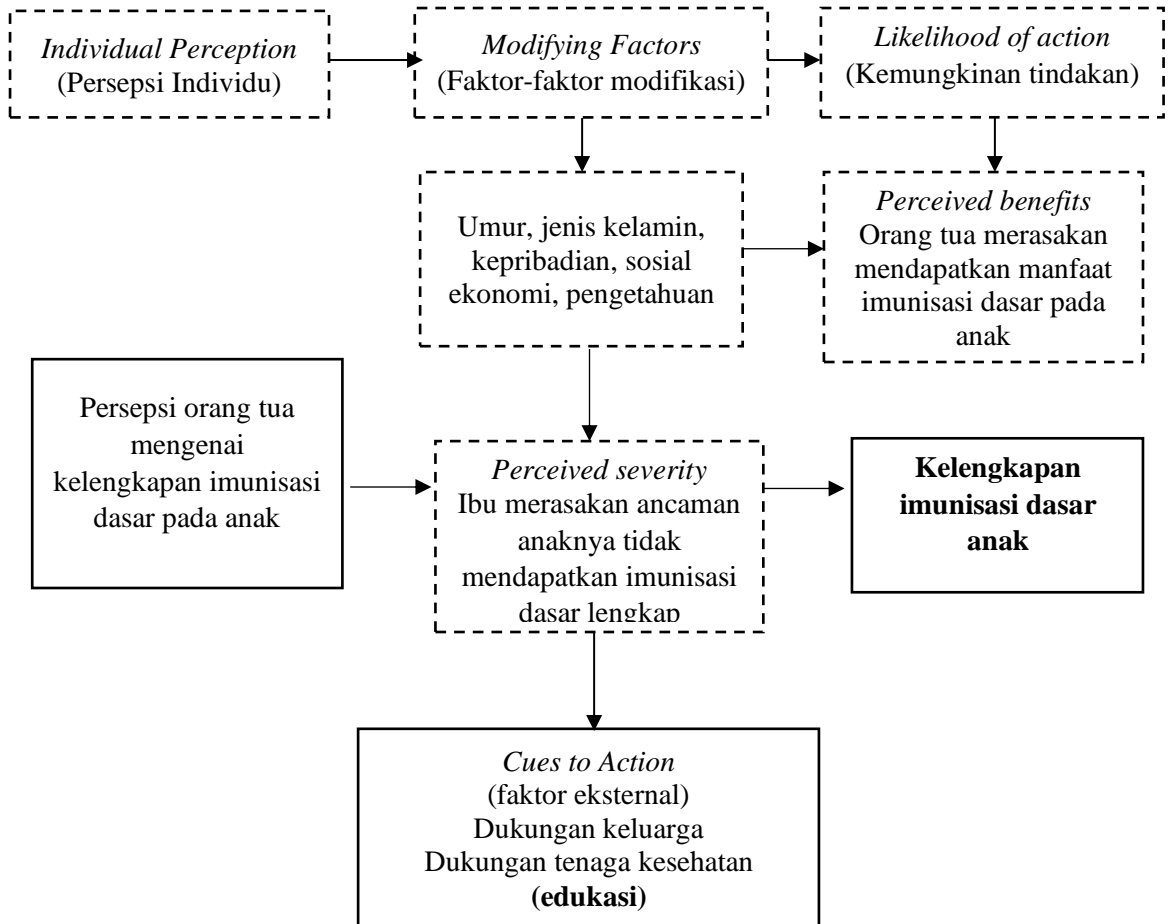 Individual Perception
(Persepsi Individu)
Modifying Factors
(Faktor-faktor modifikasi)
Likelihood of action
(Kemungkinan tindakan)
Umur, jenis kelamin,
kepribadian, sosial
ekonomi, pengetahuan
Perceived benefits
Orang tua merasakan
mendapatkan manfaat
imunisasi dasar pada
anak
Persepsi orang tua
mengenai
kelengkapan imunisasi
dasar pada anak
Perceived severity
Ibu merasakan ancaman
anaknya tidak
mendapatkan imunisasi
dasar lengkap
Kelengkapan
imunisasi dasar
anak
Cues to Action
(faktor eksternal)
Dukungan keluarga
Dukungan tenaga kesehatan
(edukasi)